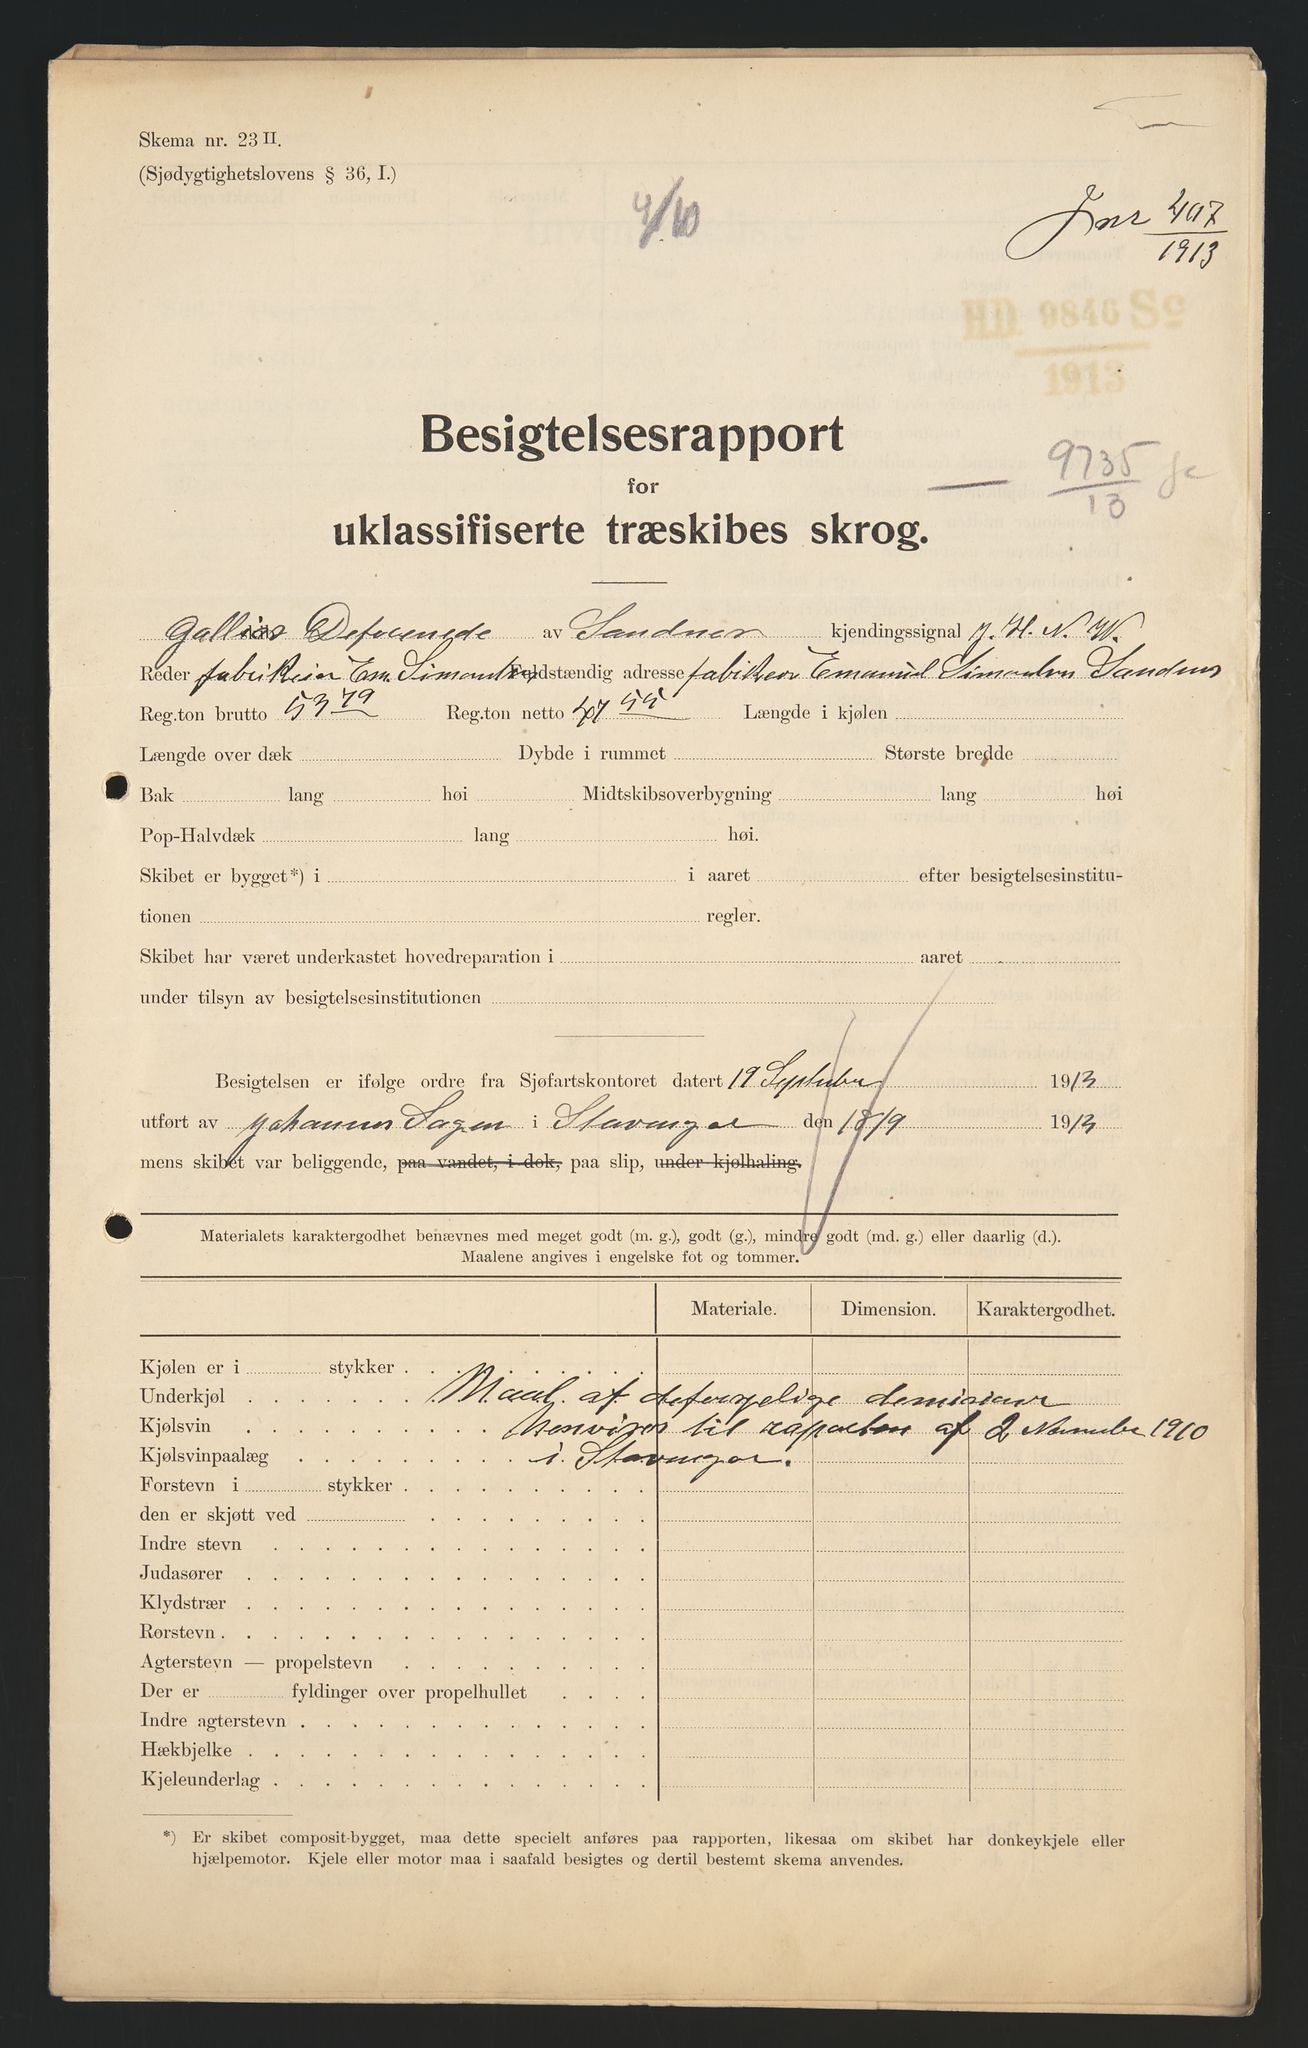 Skema nr. 23 II.
(Sjødygtighetslovens § 36, I.)
4/10
Jnr 407
1913
HD. 9846 Sc
1913
Besigtelsesrapport
9735
13
for
uklassifiserte træskibes skrog.
av Sandnes kjendingssignal J. H. N. W.
Reder fabrikeier Em. Simonsen Fuldstændig adresse fabrikeier Emanuel Simonsen Sandnes
Reg.ton brutto 53 79 Reg.ton netto 47 55 Længde i kjølen
Længde over dæk Dybde i rummet Største bredde
Bak lang høi Midtskibsoverbygning lang høi
Pop-Halvdæk lang høi.
Skibet er bygget*) i i aaret efter besigtelsesinstitu-
tionen regler.
Skibet har været underkastet hovedreparation i aaret
under tilsyn av besigtelsesinstitutionen
Besigtelsen er ifølge ordre fra Sjøfartskontoret datert 19 September 1913
utført av Johannes Sagen i Stavanger den 18/9 1913
mens skibet var beliggende, paa vandet, i dok, paa slip, under kjølhaling.
Materialets karaktergodhet benævnes med meget godt (m. g.), godt (g.), mindre godt (md. g.) eller daarlig (d.).
Maalene angives i engelske fot og tommer.
Materiale. Dimension. Karaktergodhet.
Kjølen er i stykker
Underkjøl Maal af deforsjelige demisiaur
Kjølsvin henvises til raporten af 2 November 1910
Kjølsvinpaalæg i Stavanger.
Forstevn i stykker
den er skjøtt ved
Indre stevn
Judasører
Klydstrær
Rorstevn
Agterstevn — propelstevn
Der er fyldinger over propelhullet
Indre agterstevn
Hækbjelke
Kjeleunderlag
*) Er skibet composit-bygget, maa dette specielt anføres paa rapporten, likesaa om skibet har donkeykjele eller
hjælpemotor. Kjele eller motor maa i saafald besigtes og dertil bestemt skema anvendes.